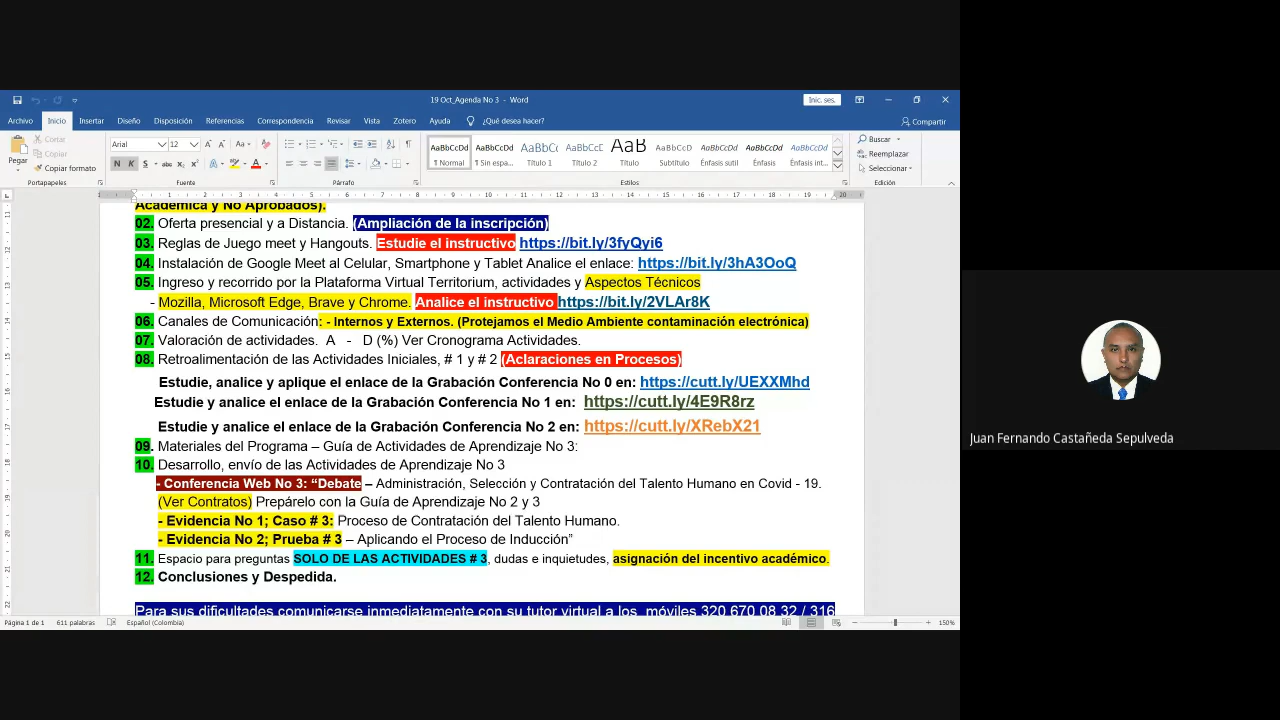 19 Oct_Agenda No 3 - Word
Inic. ses.
Archivo Inicio Insertar Diseño Disposición Referencias Correspondencia Revisar Vista Zotero Ayuda ¿Qué desea hacer? Compartir
Pegar
Cortar
Copiar
Copiar formato
Portapapeles
Arial 12
N K S
Fuente
Párrafo
AaBbCcDd AaBbCcDd AaBbCc AaBbCcD AaB AaBbCcD AaBbCcDd AaBbCcDd AaBbCcDd
¶ Normal ¶ Sin espa... Título 1 Título 2 Título Subtítulo Énfasis sutil Énfasis Énfasis int...
Estilos
Buscar
Reemplazar
Seleccionar
Edición
Académica y No Aprobados).
02. Oferta presencial y a Distancia. (Ampliación de la inscripción)
03. Reglas de Juego meet y Hangouts. Estudie el instructivo https://bit.ly/3fyQyi6
04. Instalación de Google Meet al Celular, Smartphone y Tablet Analice el enlace: https://bit.ly/3hA3OoQ
05. Ingreso y recorrido por la Plataforma Virtual Territorium, actividades y Aspectos Técnicos
- Mozilla, Microsoft Edge, Brave y Chrome. Analice el instructivo https://bit.ly/2VLAr8K
06. Canales de Comunicación: - Internos y Externos. (Protejamos el Medio Ambiente contaminación electrónica)
07. Valoración de actividades. A - D (%) Ver Cronograma Actividades.
08. Retroalimentación de las Actividades Iniciales, # 1 y # 2 (Aclaraciones en Procesos)
Estudie, analice y aplique el enlace de la Grabación Conferencia No 0 en: https://cutt.ly/UEXXMhd
Estudie y analice el enlace de la Grabación Conferencia No 1 en: https://cutt.ly/4E9R8rz
Estudie y analice el enlace de la Grabación Conferencia No 2 en: https://cutt.ly/XRebX21
09. Materiales del Programa – Guía de Actividades de Aprendizaje No 3:
10. Desarrollo, envío de las Actividades de Aprendizaje No 3
- Conferencia Web No 3: “Debate – Administración, Selección y Contratación del Talento Humano en Covid - 19.
(Ver Contratos) Prepárelo con la Guía de Aprendizaje No 2 y 3
- Evidencia No 1; Caso # 3: Proceso de Contratación del Talento Humano.
- Evidencia No 2; Prueba # 3 – Aplicando el Proceso de Inducción”
11. Espacio para preguntas SOLO DE LAS ACTIVIDADES # 3, dudas e inquietudes, asignación del incentivo académico.
12. Conclusiones y Despedida.
Para sus dificultades comunicarse inmediatamente con su tutor virtual a los móviles 320 670 08 32 / 316
Página 1 de 1 611 palabras Español (Colombia) 150%
Juan Fernando Castañeda Sepulveda